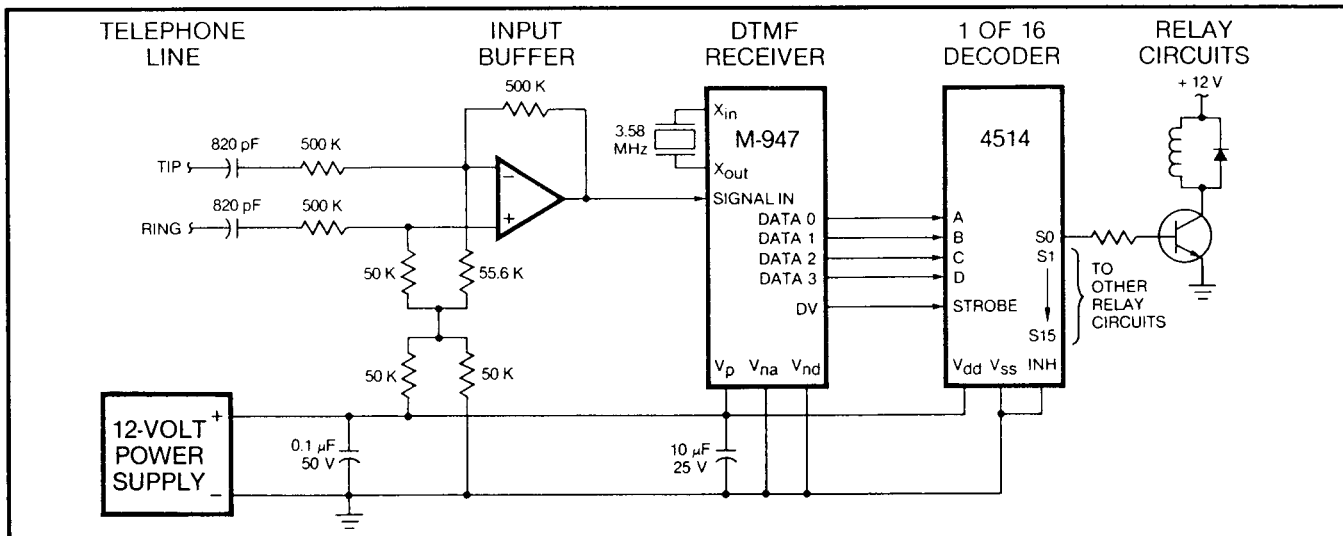 TELEPHONE
LINE
INPUT
BUFFER
DTMF
RECEIVER
1 OF 16
DECODER
RELAY
CIRCUITS
+ 12 V
500 K
820 pF
500 K
TIP
820 pF
500 K
RING
50 K
55.6 K
50 K
50 K
3.58
MHz
Xin
M-947
Xout
SIGNAL IN
DATA 0
DATA 1
DATA 2
DATA 3
DV
Vp
Vna
Vnd
4514
A
B
C
D
STROBE
S0
S1
S15
Vdd
Vss
INH
TO
OTHER
RELAY
CIRCUITS
12-VOLT
POWER
SUPPLY
+
−
0.1 µF
50 V
10 µF
25 V
−
+